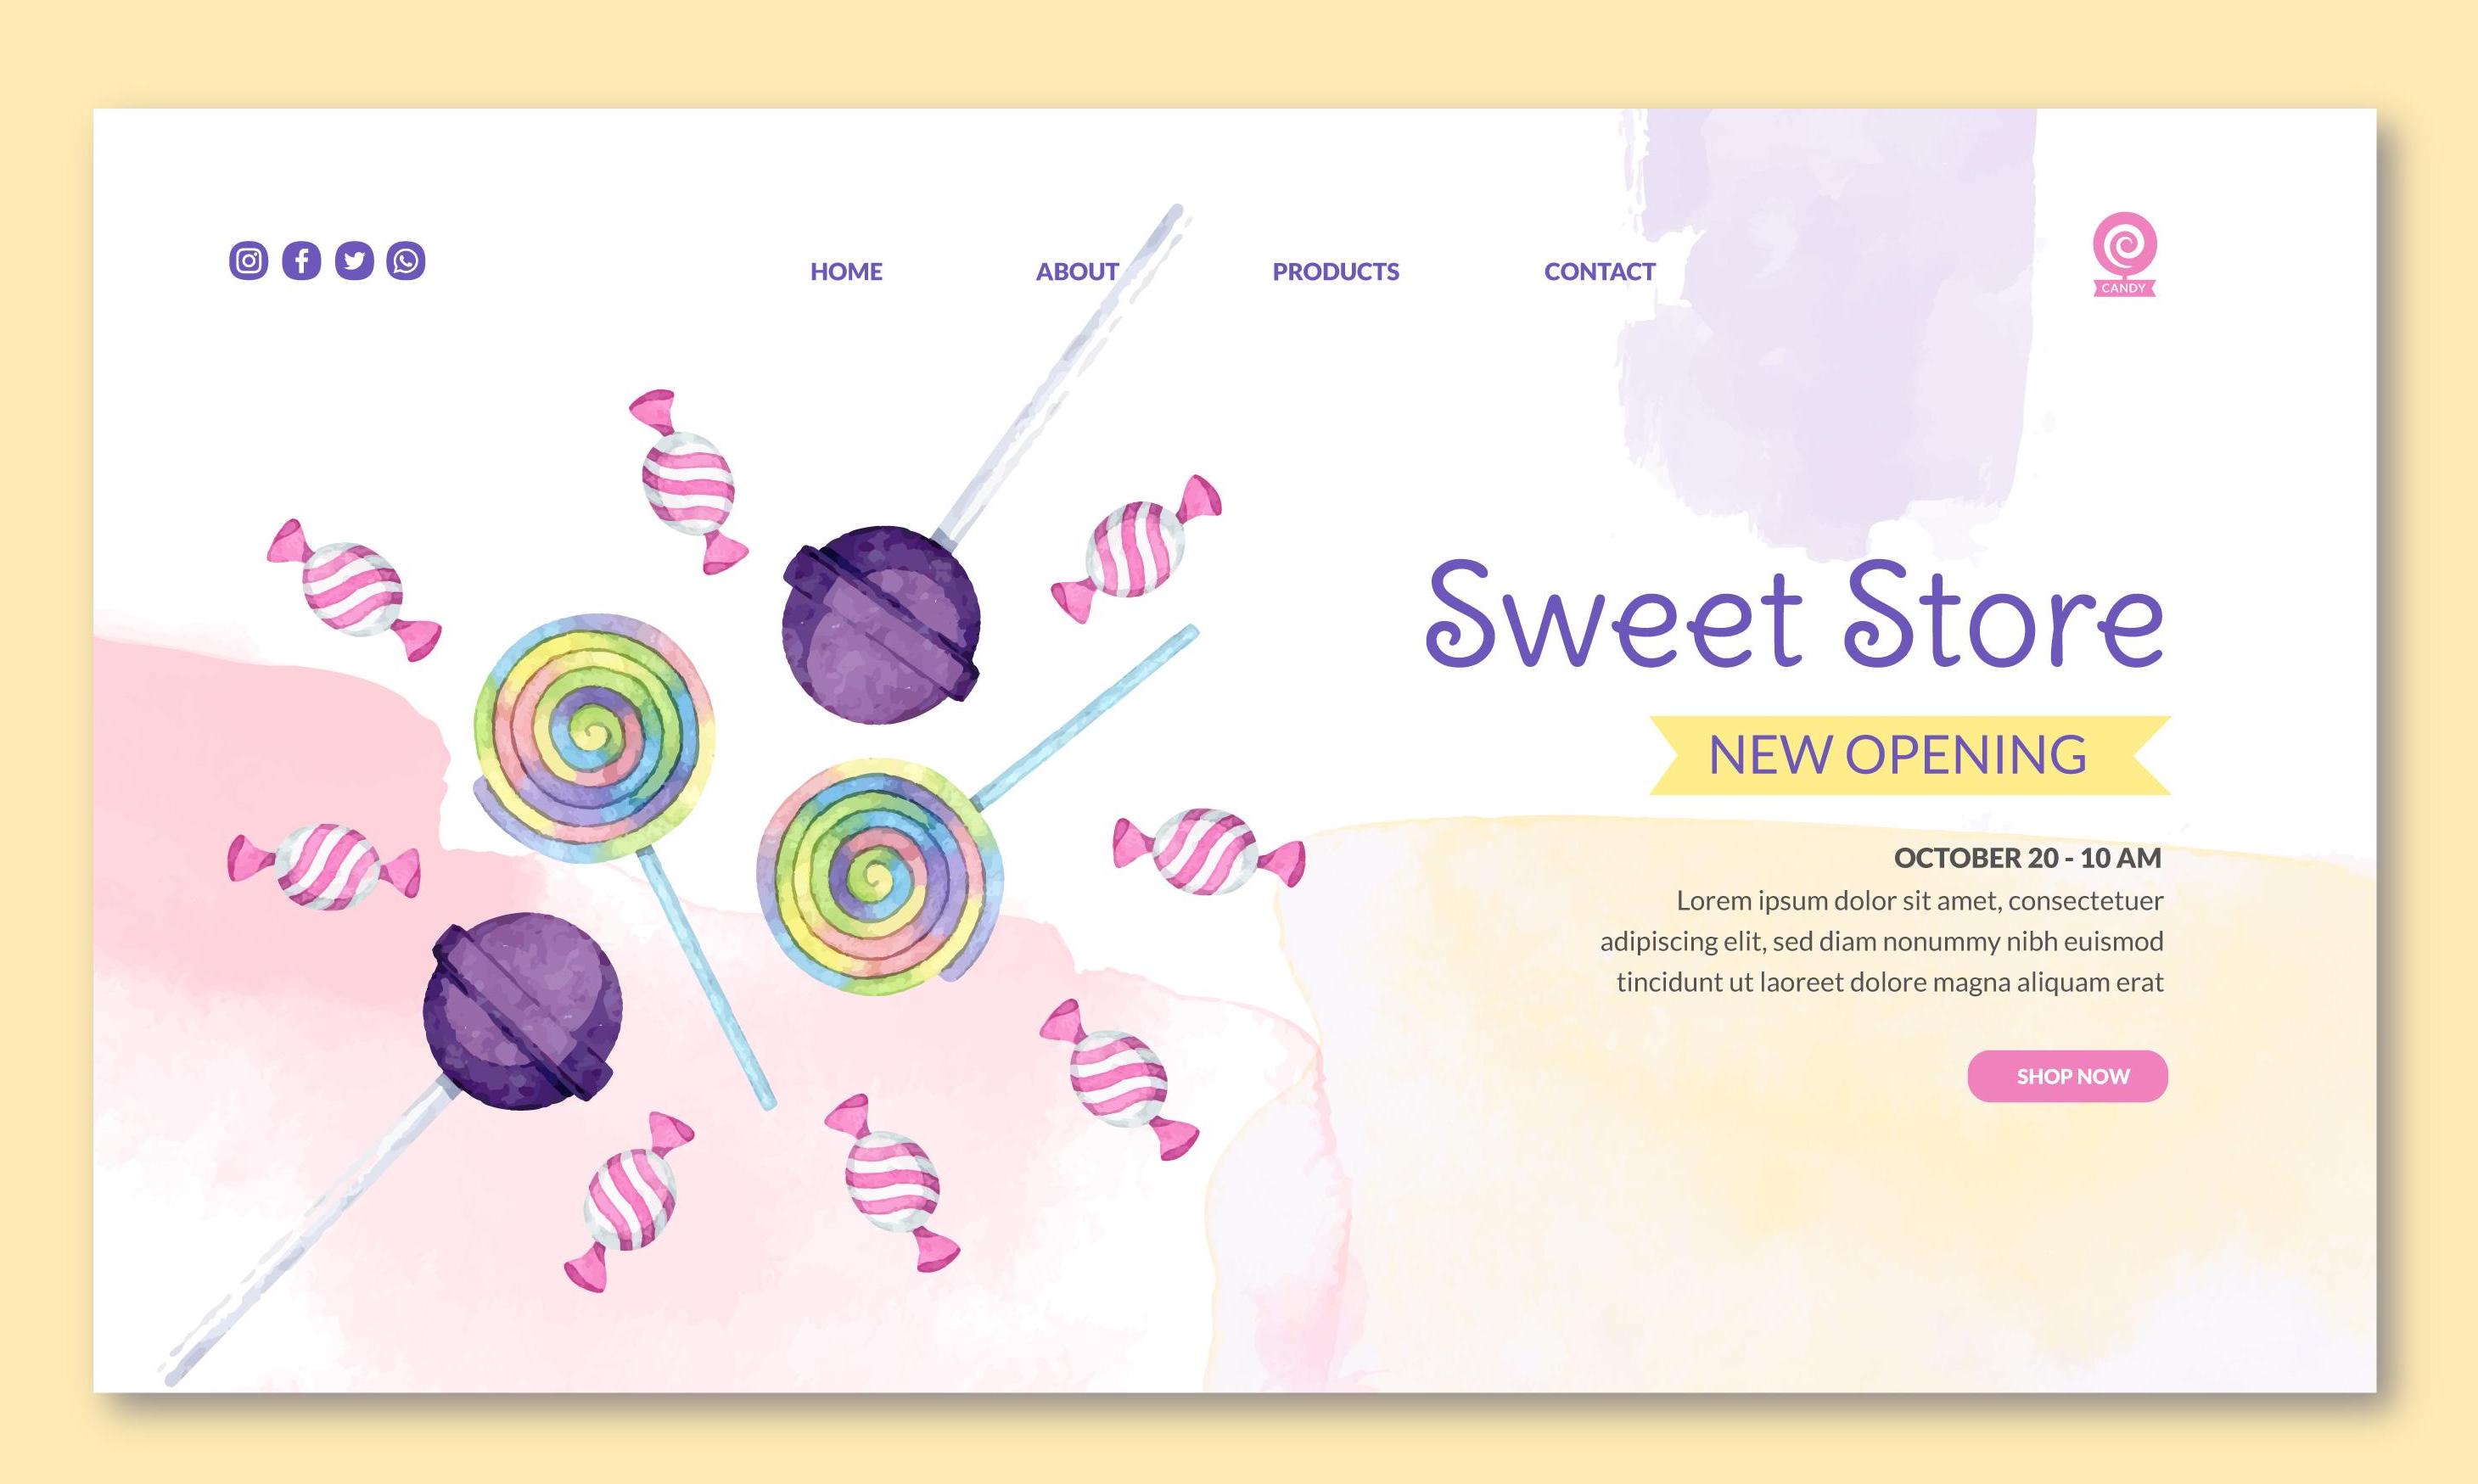 HOME
ABOUT
PRODUCTS
CONTACT
CANDY
Sweet Store
NEW OPENING
OCTOBER 20 - 10 AM
Lorem ipsum dolor sit amet, consectetuer
adipiscing elit, sed diam nonummy nibh euismod
tincidunt ut laoreet dolore magna aliquam erat
SHOP NOW